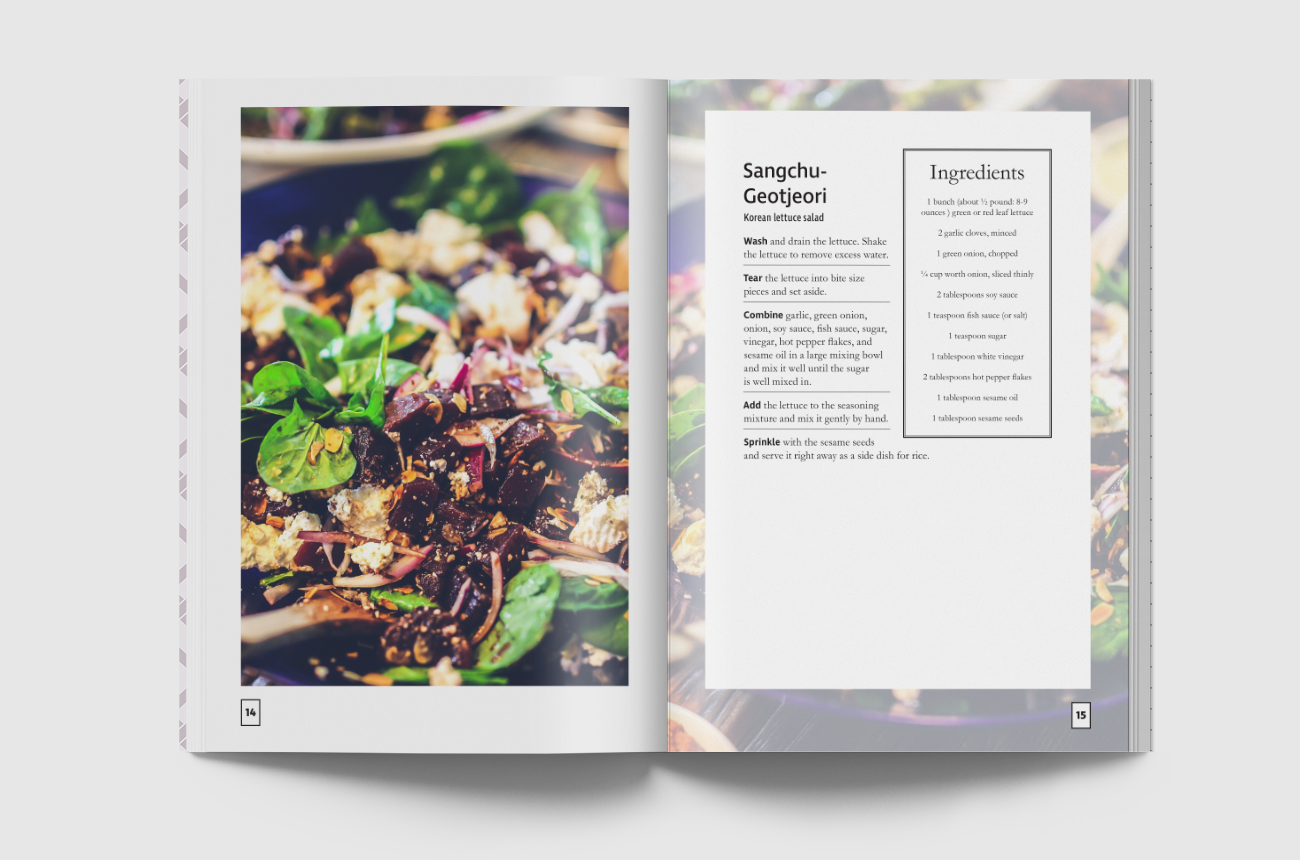 Sangchu-
Geotjeori
Korean lettuce salad
Wash and drain the lettuce. Shake
the lettuce to remove excess water.
Tear the lettuce into bite size
pieces and set aside.
Combine garlic, green onion,
onion, soy sauce, fish sauce, sugar,
vinegar, hot pepper flakes, and
sesame oil in a large mixing bowl
and mix it well until the sugar
is well mixed in.
Add the lettuce to the seasoning
mixture and mix it gently by hand.
Sprinkle with the sesame seeds
and serve it right away as a side dish for rice.
Ingredients
1 bunch (about ½ pound: 8-9
ounces ) green or red leaf lettuce
2 garlic cloves, minced
1 green onion, chopped
¼ cup worth onion, sliced thinly
2 tablespoons soy sauce
1 teaspoon fish sauce (or salt)
1 teaspoon sugar
1 tablespoon white vinegar
2 tablespoons hot pepper flakes
1 tablespoon sesame oil
1 tablespoon sesame seeds
14
15